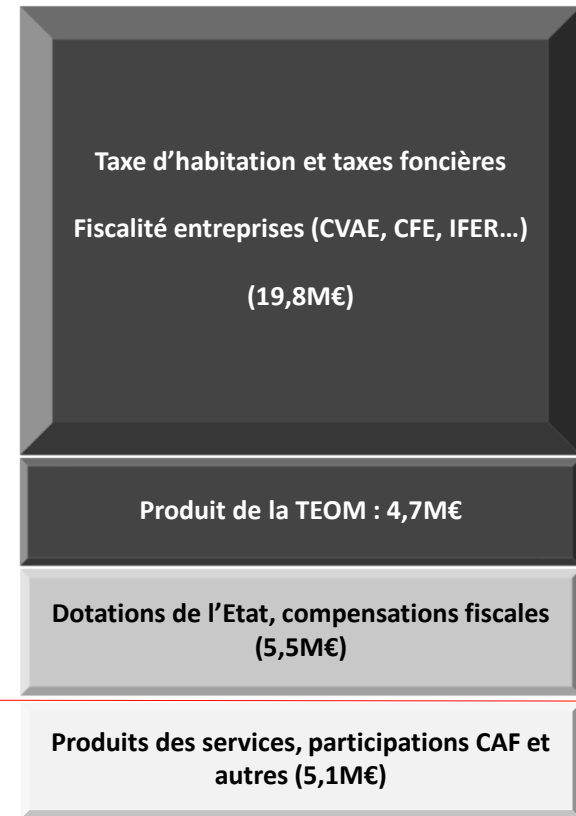 Taxe d’habitation et taxes foncières
Fiscalité entreprises (CVAE, CFE, IFER…)
(19,8M€)
Produit de la TEOM : 4,7M€
Dotations de l’Etat, compensations fiscales
(5,5M€)
Produits des services, participations CAF et
autres (5,1M€)